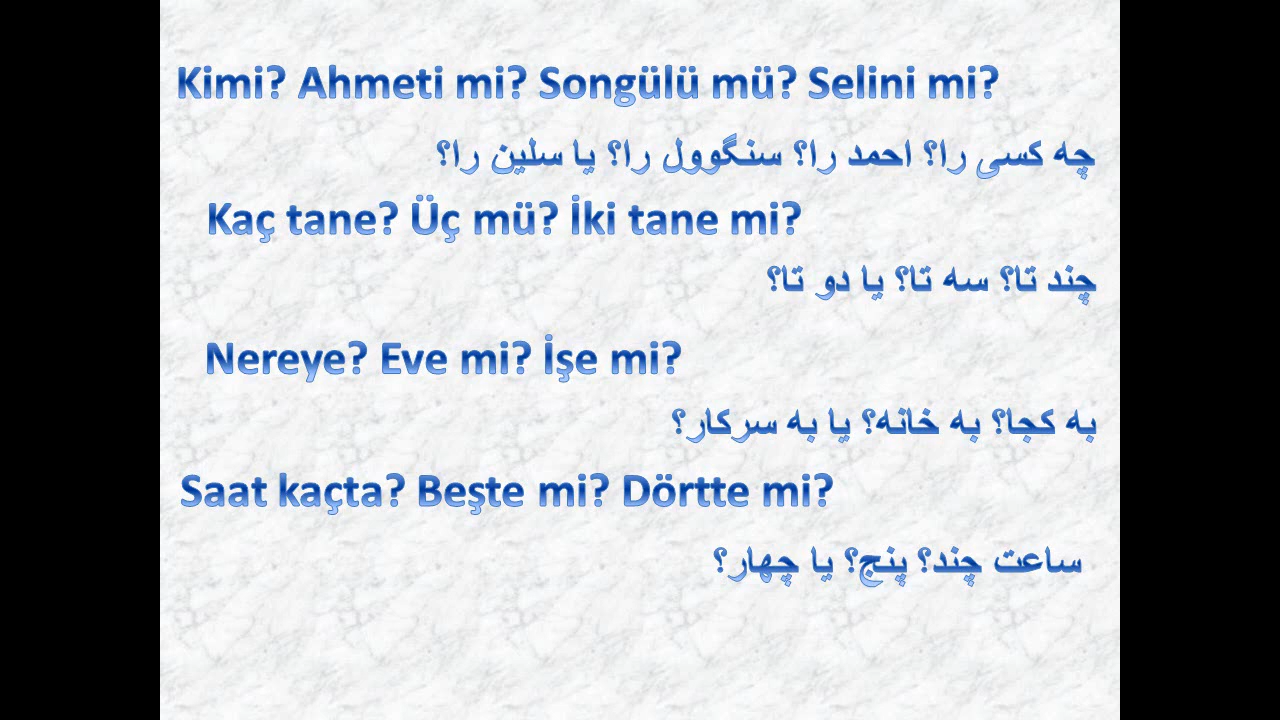 Kimi? Ahmeti mi? Songülü mü? Selini mi?
چه کسی را؟ احمد را؟ سنگوول را؟ یا سلین را؟
Kaç tane? Üç mü? İki tane mi?
چند تا؟ سه تا؟ یا دو تا؟
Nereye? Eve mi? İşe mi?
به کجا؟ به خانه؟ یا به سرکار؟
Saat kaçta? Beşte mi? Dörtte mi?
ساعت چند؟ پنج؟ یا چهار؟